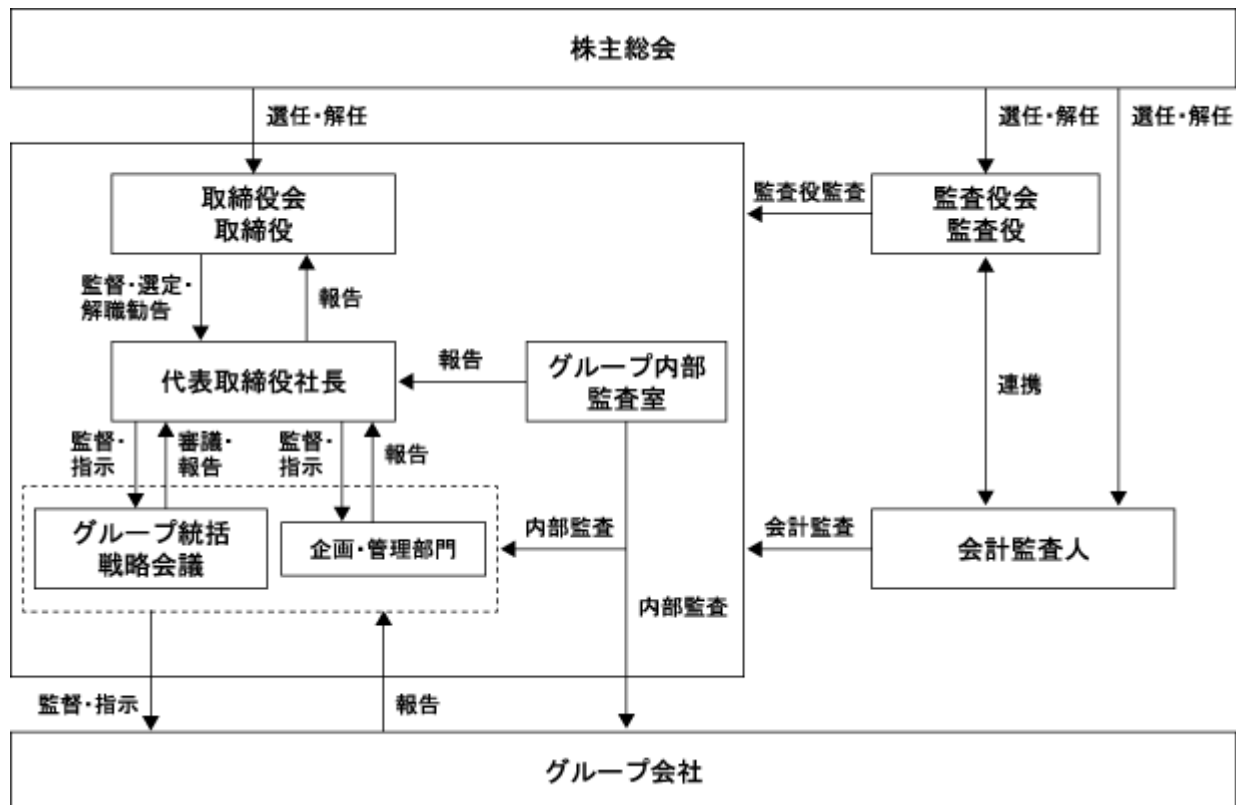 株主総会
選任・解任
選任・解任
選任・解任
取締役会
取締役
監査役監査
監査役会
監査役
監督・選定・
解職勧告
報告
代表取締役社長
報告
グループ内部
監査室
連携
監督・
指示
審議・
報告
監督・
指示
報告
グループ統括
戦略会議
企画・管理部門
内部監査
会計監査
会計監査人
内部監査
監督・指示
報告
グループ会社